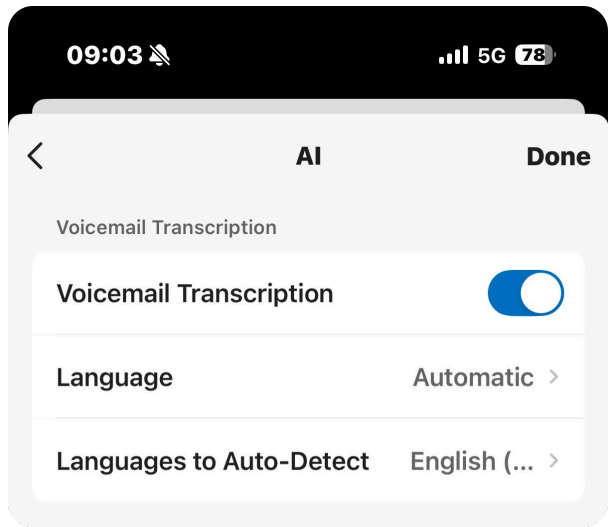 09:03 5G 78
AI Done
Voicemail Transcription
Voicemail Transcription
Language Automatic
Languages to Auto-Detect English (...